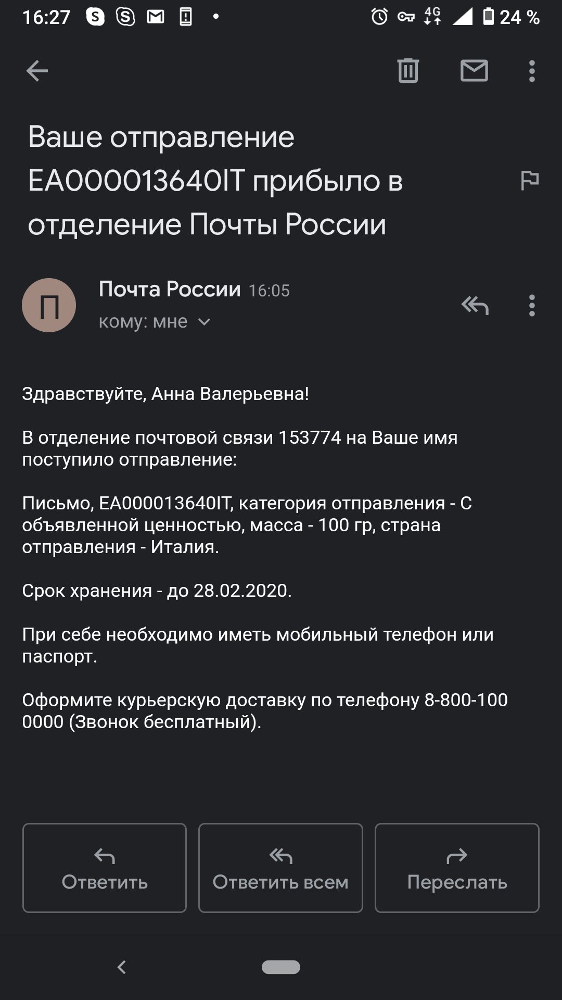 16:27
4G
24 %
Ваше отправление
EA000013640IT прибыло в
отделение Почты России
П
Почта России 16:05
кому: мне
Здравствуйте, Анна Валерьевна!
В отделение почтовой связи 153774 на Ваше имя
поступило отправление:
Письмо, EA000013640IT, категория отправления - С
объявленной ценностью, масса - 100 гр, страна
отправления - Италия.
Срок хранения - до 28.02.2020.
При себе необходимо иметь мобильный телефон или
паспорт.
Оформите курьерскую доставку по телефону 8-800-100
0000 (Звонок бесплатный).
Ответить
Ответить всем
Переслать